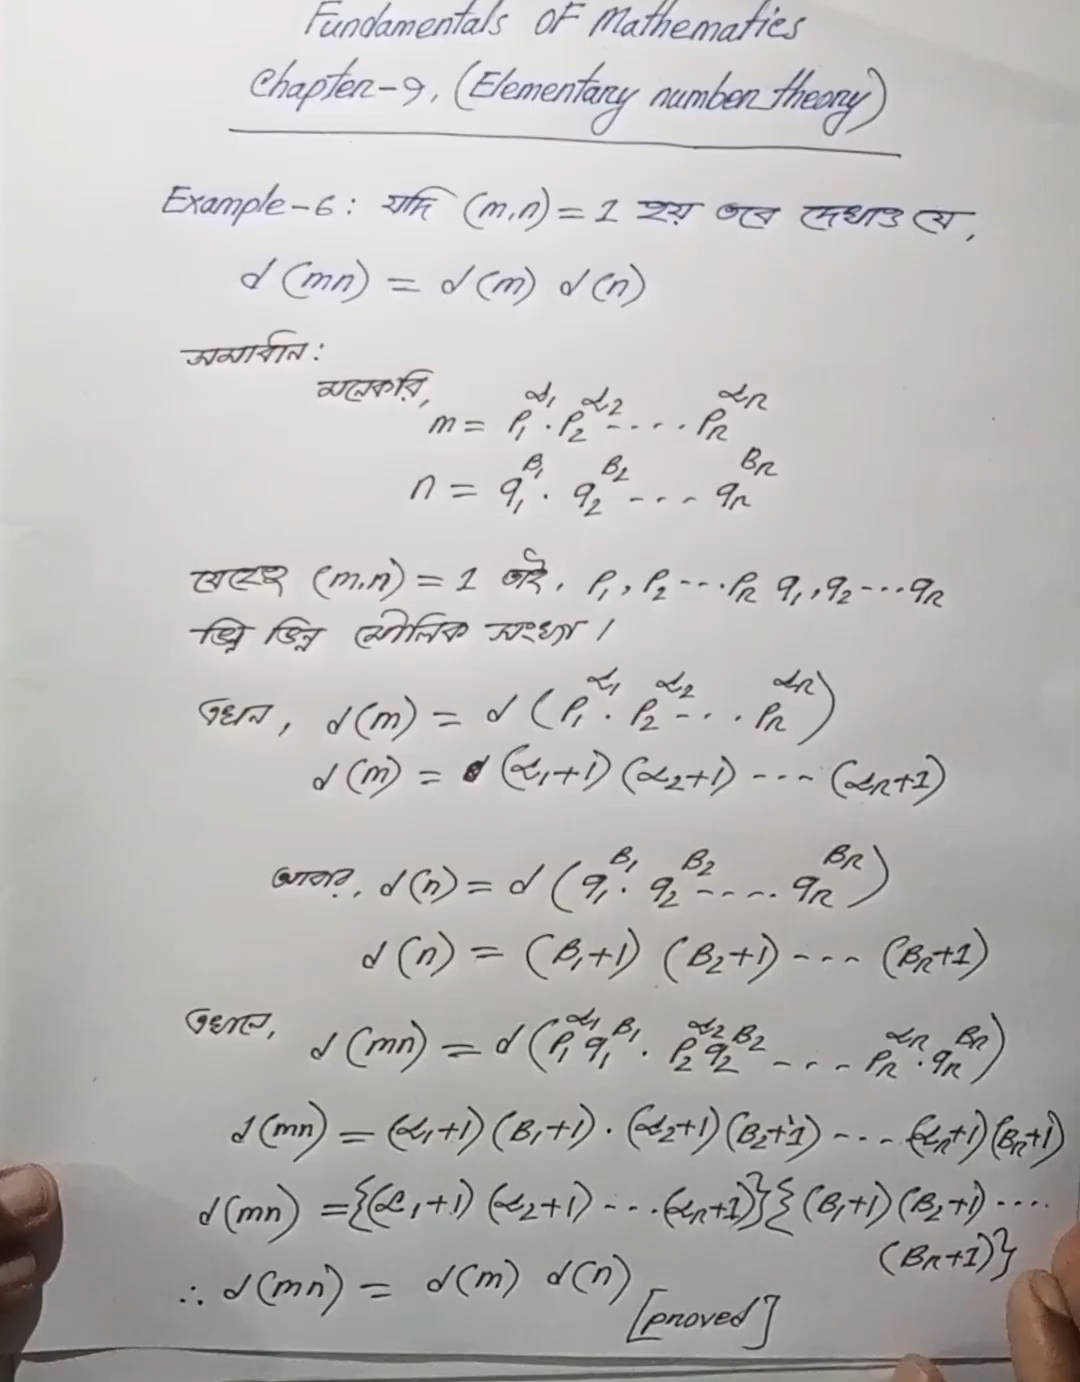 Fundamentals of Mathematics
Chapter-9, (Elementary number theory)
Example-6: যদি (m,n) = 1 হয় তবে দেখাও যে,
d(mn) = d(m) d(n)
সমাধান:
মনেকরি,
m = p₁^α₁ · p₂^α₂ .... pᵣ^αᵣ
n = q₁^β₁ · q₂^β₂ .... qᵣ^βᵣ
যেহেতু (m,n) = 1 তাই, p₁, p₂ .... pᵣ q₁, q₂ .... qᵣ
ভিন্ন ভিন্ন মৌলিক সংখ্যা।
তখন, d(m) = d(p₁^α₁ · p₂^α₂ .... pᵣ^αᵣ)
d(m) = (α₁+1) (α₂+1) .... (αᵣ+1)
আবার, d(n) = d(q₁^β₁ · q₂^β₂ .... qᵣ^βᵣ)
d(n) = (β₁+1) (β₂+1) .... (βᵣ+1)
d(mn) = d(p₁^α₁ q₁^β₁ · p₂^α₂ q₂^β₂ .... pᵣ^αᵣ · qᵣ^βᵣ)
d(mn) = (α₁+1) (β₁+1) · (α₂+1) (β₂+1) .... (αᵣ+1) (βᵣ+1)
d(mn) = {(α₁+1) (α₂+1) .... (αᵣ+1)} {(β₁+1) (β₂+1) ....
(βᵣ+1)}
∴ d(mn) = d(m) d(n)
[proved]